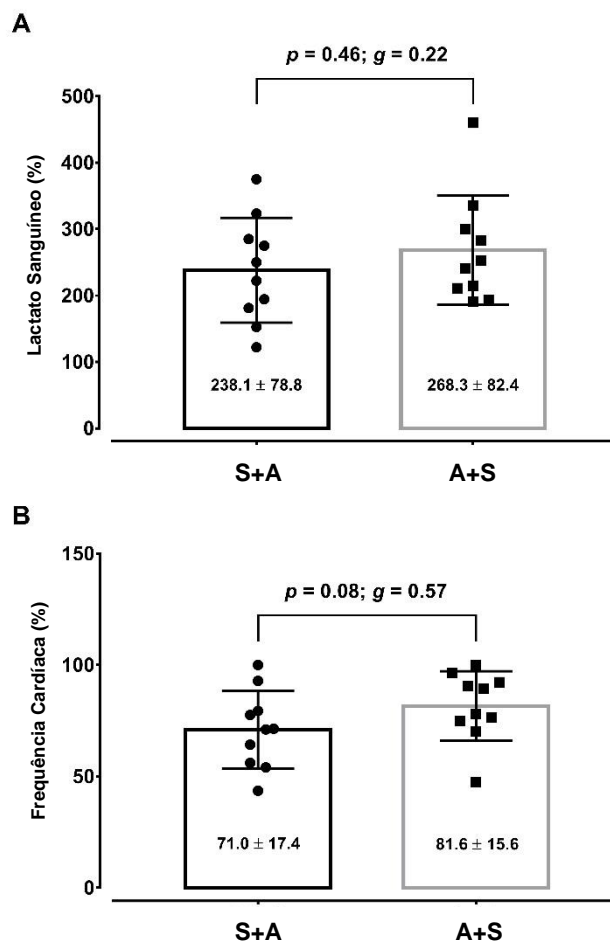 A
p = 0.46; g = 0.22
500
400
300
200
100
0
Lactato Sanguíneo (%)
238.1 ± 78.8
268.3 ± 82.4
S+A
A+S
B
p = 0.08; g = 0.57
150
100
50
0
Frequência Cardíaca (%)
71.0 ± 17.4
81.6 ± 15.6
S+A
A+S